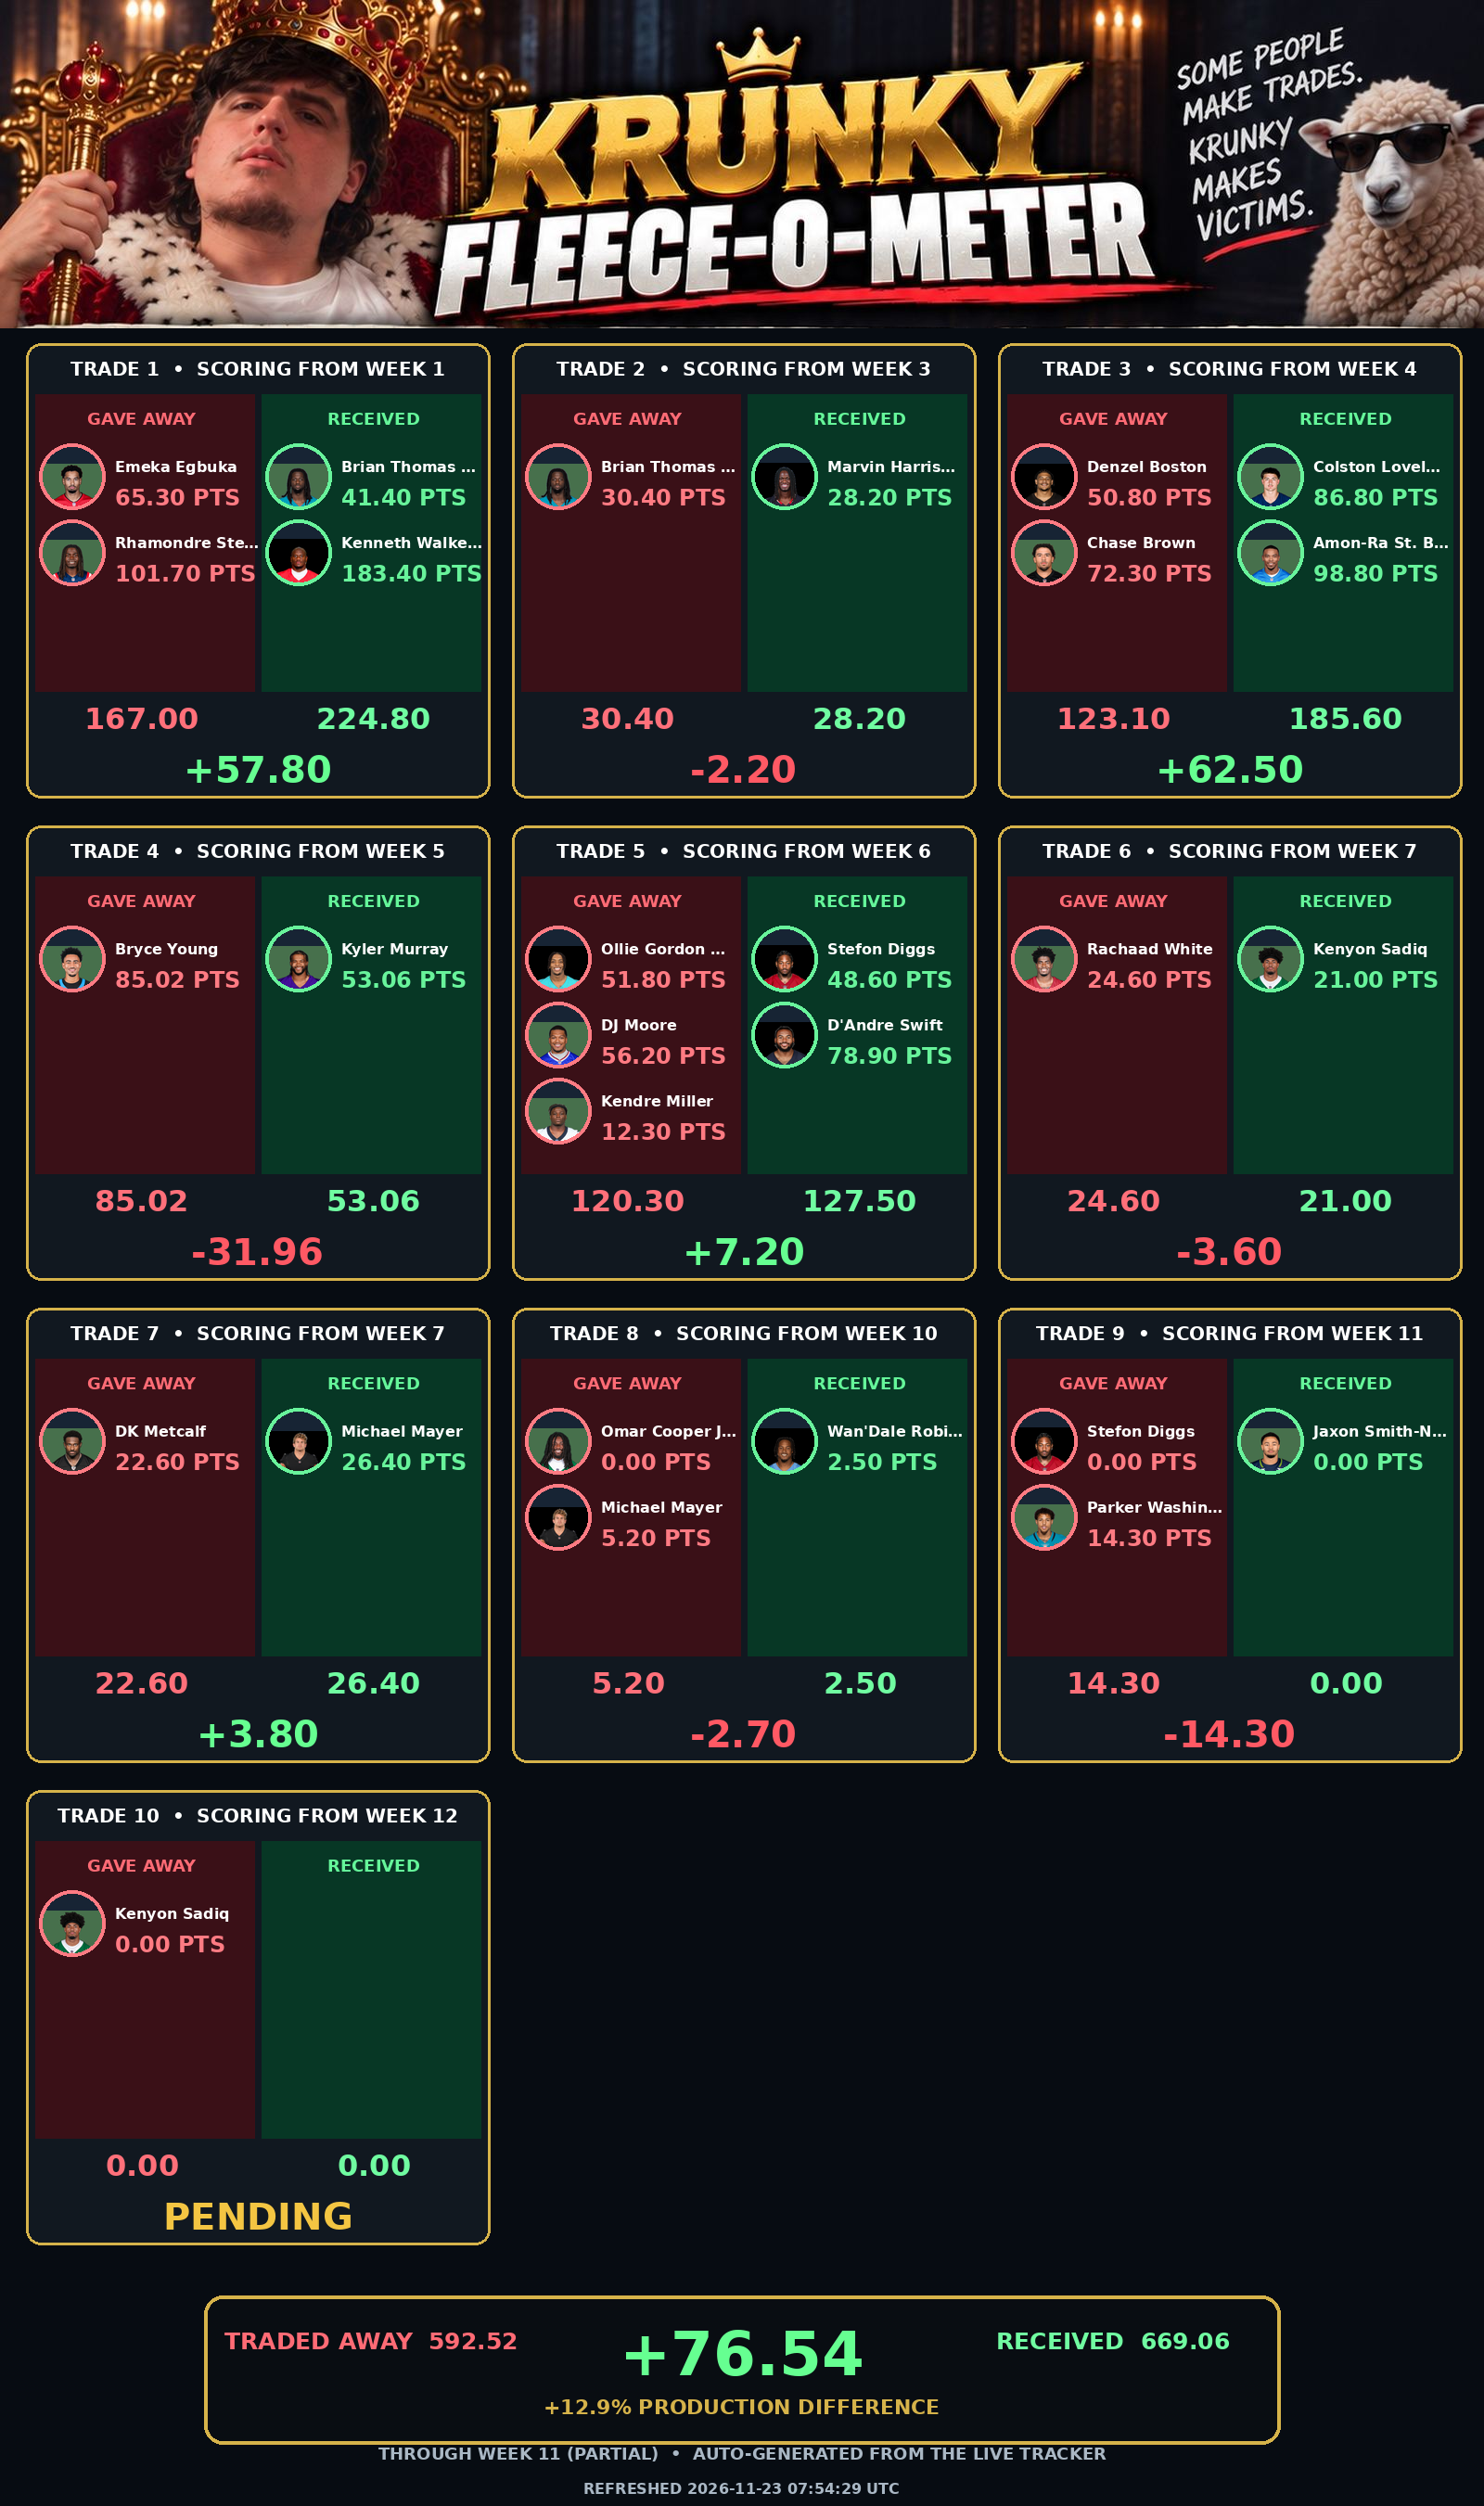 KRUNKY
FLEECE-O-METER
SOME PEOPLE
MAKE TRADES.
KRUNKY
MAKES
VICTIMS.
TRADE 1 • SCORING FROM WEEK 1
GAVE AWAY
Emeka Egbuka
65.30 PTS
Rhamondre Ste...
101.70 PTS
RECEIVED
Brian Thomas ...
41.40 PTS
Kenneth Walke...
183.40 PTS
167.00
224.80
+57.80
TRADE 2 • SCORING FROM WEEK 3
GAVE AWAY
Brian Thomas ...
30.40 PTS
RECEIVED
Marvin Harris...
28.20 PTS
30.40
28.20
-2.20
TRADE 3 • SCORING FROM WEEK 4
GAVE AWAY
Denzel Boston
50.80 PTS
Chase Brown
72.30 PTS
RECEIVED
Colston Lovel...
86.80 PTS
Amon-Ra St. B...
98.80 PTS
123.10
185.60
+62.50
TRADE 4 • SCORING FROM WEEK 5
GAVE AWAY
Bryce Young
85.02 PTS
RECEIVED
Kyler Murray
53.06 PTS
85.02
53.06
-31.96
TRADE 5 • SCORING FROM WEEK 6
GAVE AWAY
Ollie Gordon ...
51.80 PTS
DJ Moore
56.20 PTS
Kendre Miller
12.30 PTS
RECEIVED
Stefon Diggs
48.60 PTS
D'Andre Swift
78.90 PTS
120.30
127.50
+7.20
TRADE 6 • SCORING FROM WEEK 7
GAVE AWAY
Rachaad White
24.60 PTS
RECEIVED
Kenyon Sadiq
21.00 PTS
24.60
21.00
-3.60
TRADE 7 • SCORING FROM WEEK 7
GAVE AWAY
DK Metcalf
22.60 PTS
RECEIVED
Michael Mayer
26.40 PTS
22.60
26.40
+3.80
TRADE 8 • SCORING FROM WEEK 10
GAVE AWAY
Omar Cooper J...
0.00 PTS
Michael Mayer
5.20 PTS
RECEIVED
Wan'Dale Robi...
2.50 PTS
5.20
2.50
-2.70
TRADE 9 • SCORING FROM WEEK 11
GAVE AWAY
Stefon Diggs
0.00 PTS
Parker Washin...
14.30 PTS
RECEIVED
Jaxon Smith-N...
0.00 PTS
14.30
0.00
-14.30
TRADE 10 • SCORING FROM WEEK 12
GAVE AWAY
Kenyon Sadiq
0.00 PTS
RECEIVED
0.00
0.00
PENDING
TRADED AWAY 592.52
+76.54
RECEIVED 669.06
+12.9% PRODUCTION DIFFERENCE
THROUGH WEEK 11 (PARTIAL) • AUTO-GENERATED FROM THE LIVE TRACKER
REFRESHED 2026-11-23 07:54:29 UTC